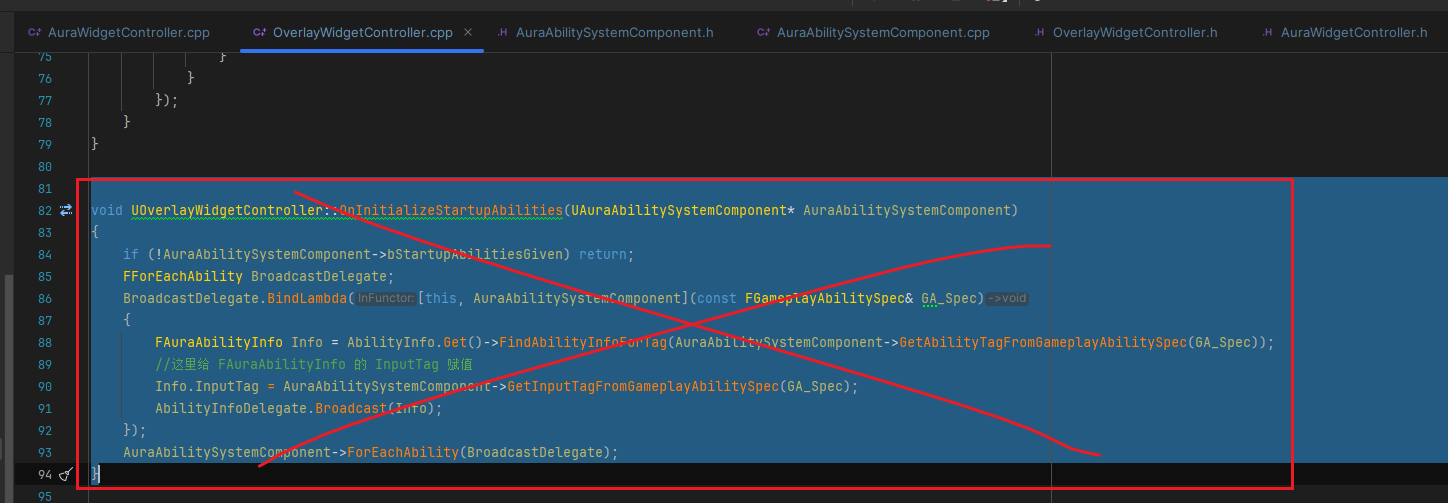 AuraWidgetController.cpp OverlayWidgetController.cpp × AuraAbilitySystemComponent.h AuraAbilitySystemComponent.cpp OverlayWidgetController.h AuraWidgetController.h
75 }
76 }
77 });
78 }
79 }
80
81
82 void UOverlayWidgetController::OnInitializeStartupAbilities(UAuraAbilitySystemComponent* AuraAbilitySystemComponent)
83 {
84 if (!AuraAbilitySystemComponent->bStartupAbilitiesGiven) return;
85 FForEachAbility BroadcastDelegate;
86 BroadcastDelegate.BindLambda(InFunctor:[this, AuraAbilitySystemComponent](const FGameplayAbilitySpec& GA_Spec)->void
87 {
88 FAuraAbilityInfo Info = AbilityInfo.Get()->FindAbilityInfoForTag(AuraAbilitySystemComponent->GetAbilityTagFromGameplayAbilitySpec(GA_Spec));
89 //这里给 FAuraAbilityInfo 的 InputTag 赋值
90 Info.InputTag = AuraAbilitySystemComponent->GetInputTagFromGameplayAbilitySpec(GA_Spec);
91 AbilityInfoDelegate.Broadcast(Info);
92 });
93 AuraAbilitySystemComponent->ForEachAbility(BroadcastDelegate);
94 }
95